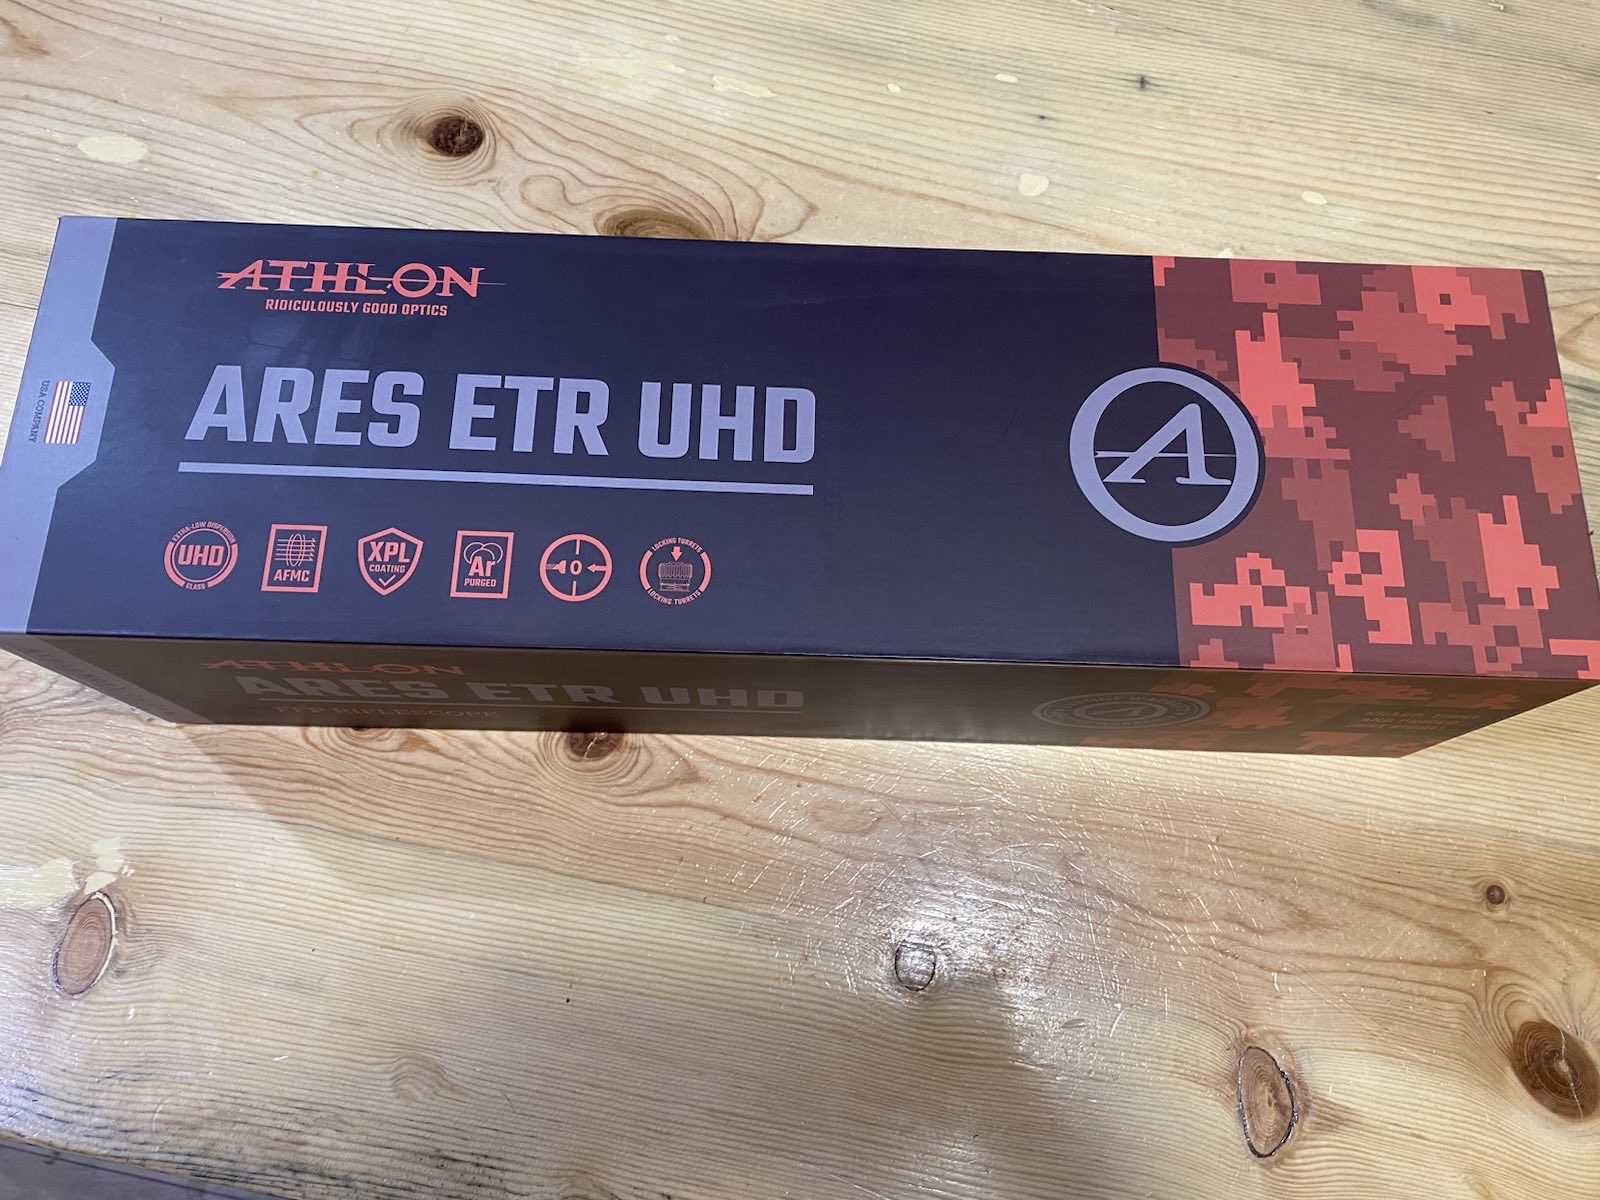 ATHLON
RIDICULOUSLY GOOD OPTICS
ARES ETR UHD
USA COMPANY
EXTRA-LOW DISPERSION
UHD
GLASS
AFMC
XPL
COATING
Ar
PURGED
0
LOCKING TURRETS
LOCKING TURRETS
A
ATHLON
ARES ETR UHD
FFP RIFLESCOPE